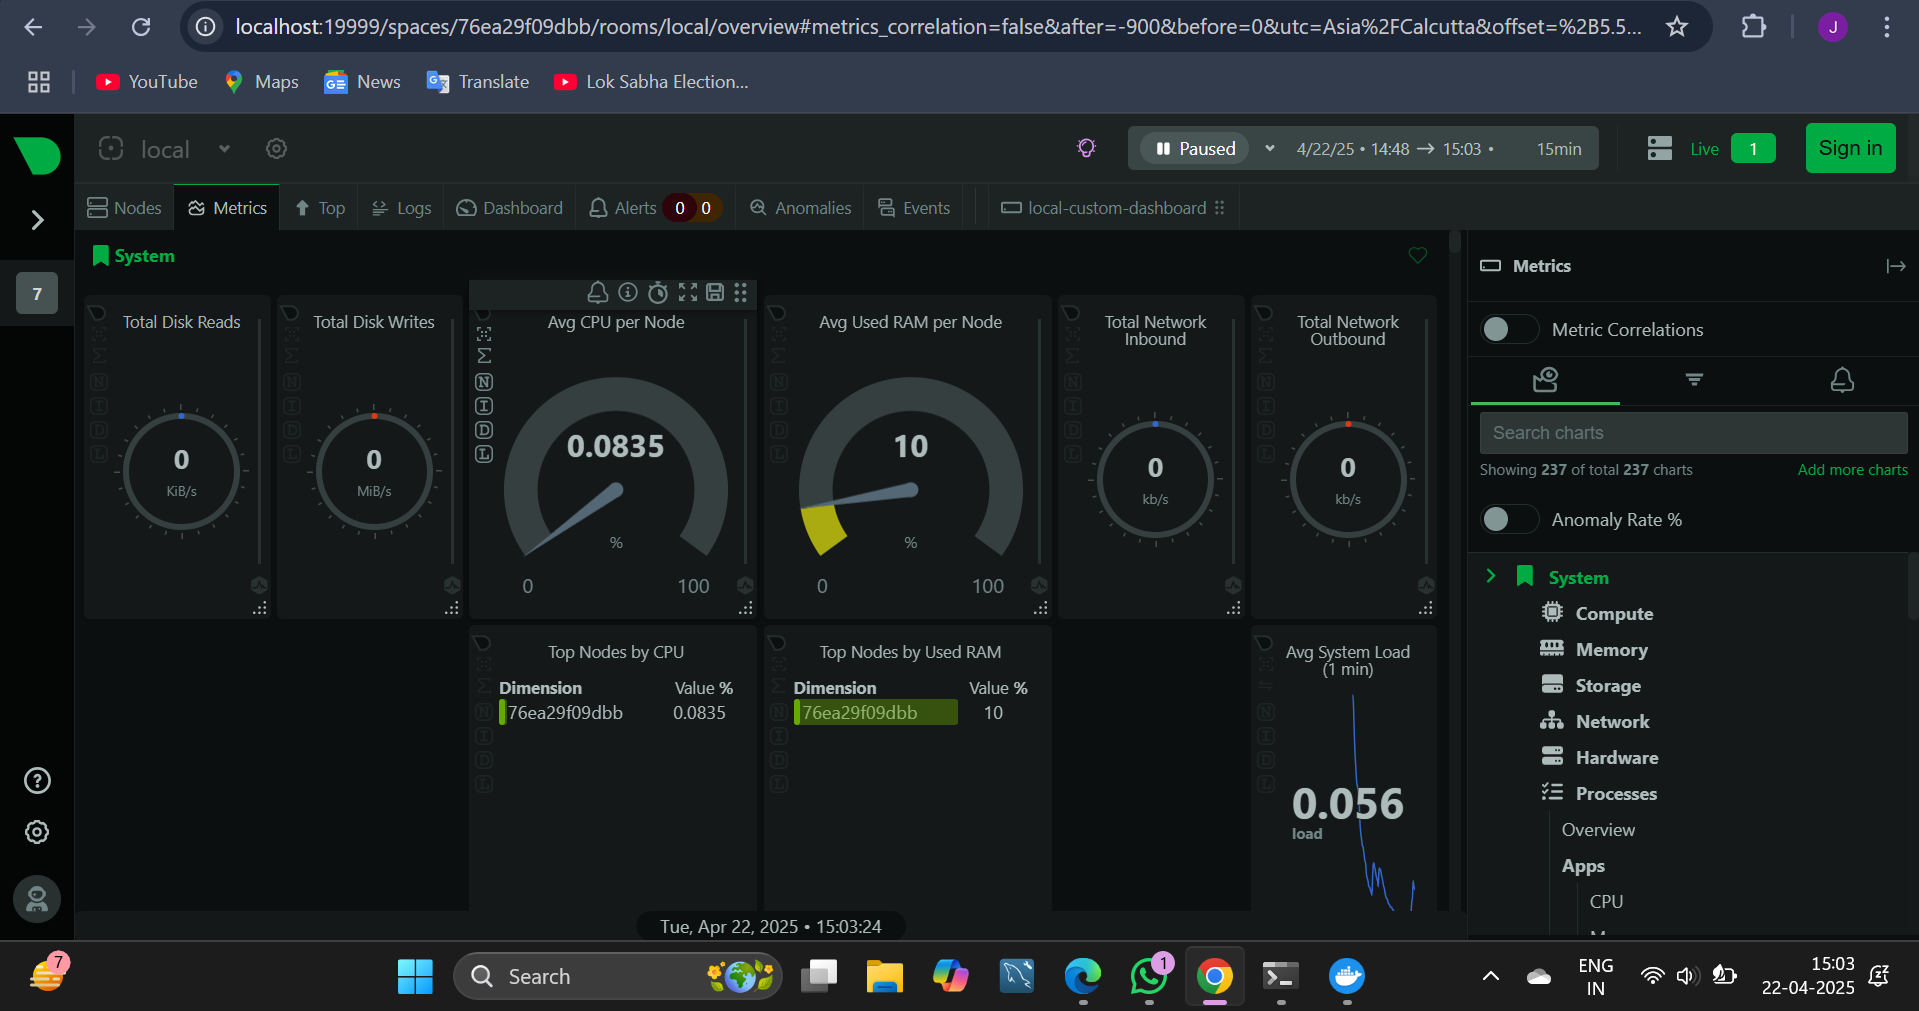 localhost:19999/spaces/76ea29f09dbb/rooms/local/overview#metrics_correlation=false&after=-900&before=0&utc=Asia%2FCalcutta&offset=%2B5.5...
J
YouTube
Maps
News
Translate
Lok Sabha Election...
local
Paused
4/22/25 • 14:48 → 15:03 •
15min
Live
1
Sign in
Nodes
Metrics
Top
Logs
Dashboard
Alerts
0
0
Anomalies
Events
local-custom-dashboard
7
System
Total Disk Reads
0
KiB/s
Total Disk Writes
0
MiB/s
Avg CPU per Node
N
I
D
L
0.0835
%
0
100
Avg Used RAM per Node
N
I
D
L
10
%
0
100
Total Network
Inbound
0
kb/s
Total Network
Outbound
0
kb/s
Top Nodes by CPU
Dimension
Value %
76ea29f09dbb
0.0835
Top Nodes by Used RAM
Dimension
Value %
76ea29f09dbb
10
Avg System Load
(1 min)
0.056
load
Tue, Apr 22, 2025 • 15:03:24
Metrics
Metric Correlations
Search charts
Showing 237 of total 237 charts
Add more charts
Anomaly Rate %
System
Compute
Memory
Storage
Network
Hardware
Processes
Overview
Apps
CPU
7
Search
1
ENG
IN
15:03
22-04-2025